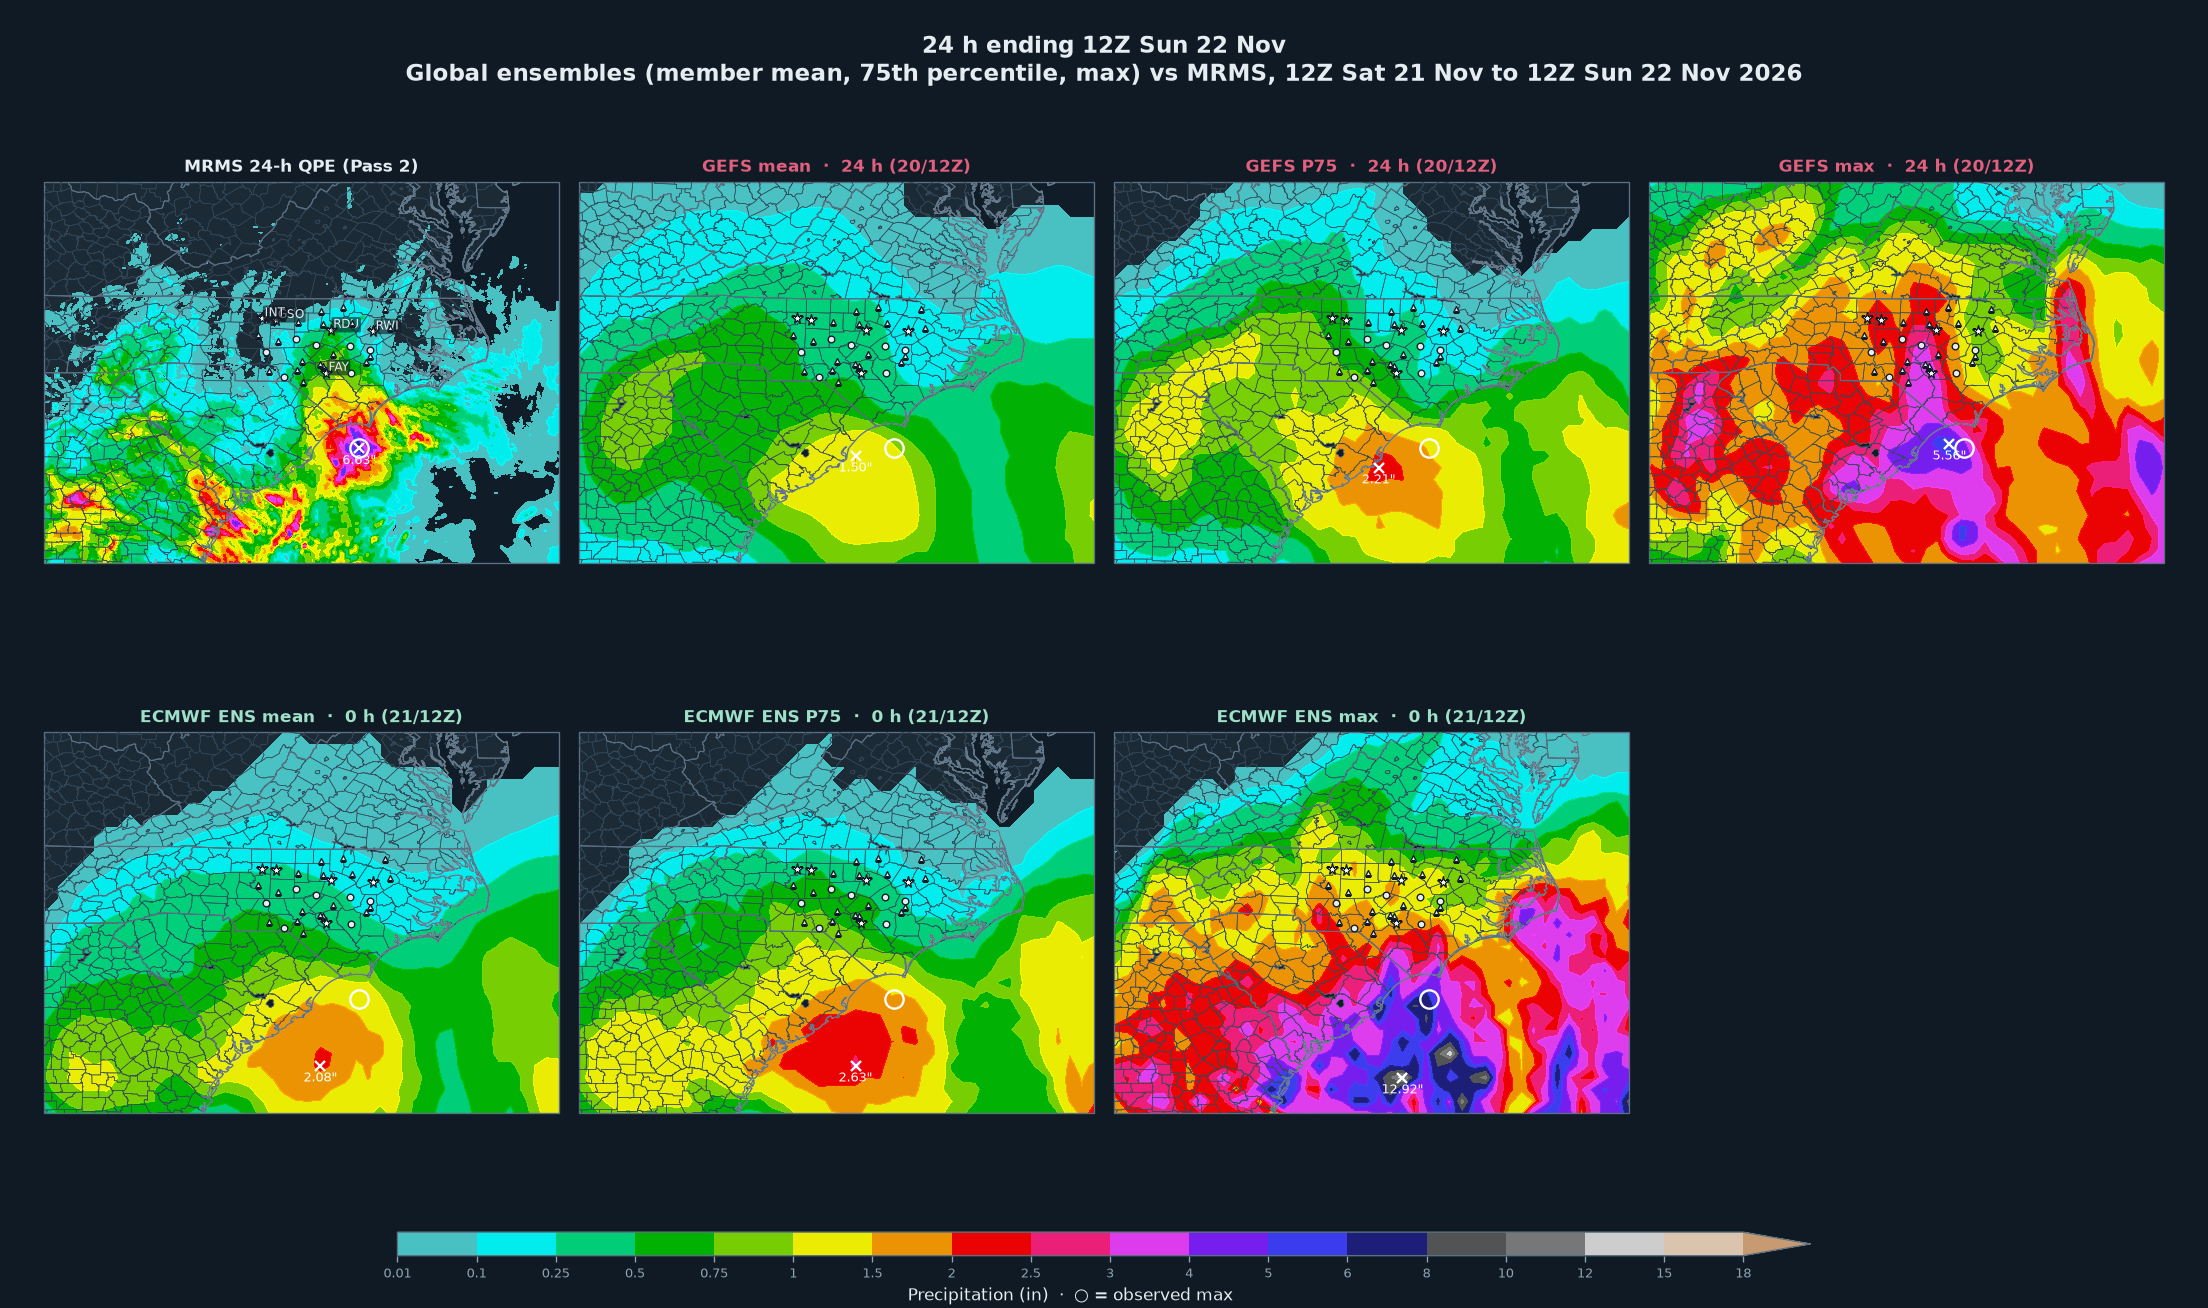 24 h ending 12Z Sun 22 Nov
Global ensembles (member mean, 75th percentile, max) vs MRMS, 12Z Sat 21 Nov to 12Z Sun 22 Nov 2026
MRMS 24-h QPE (Pass 2)
GEFS mean · 24 h (20/12Z)
GEFS P75 · 24 h (20/12Z)
GEFS max · 24 h (20/12Z)
INT
RDU
RWI
FAY
6.03"
1.50"
2.21"
5.56"
ECMWF ENS mean · 0 h (21/12Z)
ECMWF ENS P75 · 0 h (21/12Z)
ECMWF ENS max · 0 h (21/12Z)
2.08"
2.63"
12.92"
0.01 0.1 0.25 0.5 0.75 1 1.5 2 2.5 3 4 5 6 8 10 12 15 18
Precipitation (in) · ○ = observed max